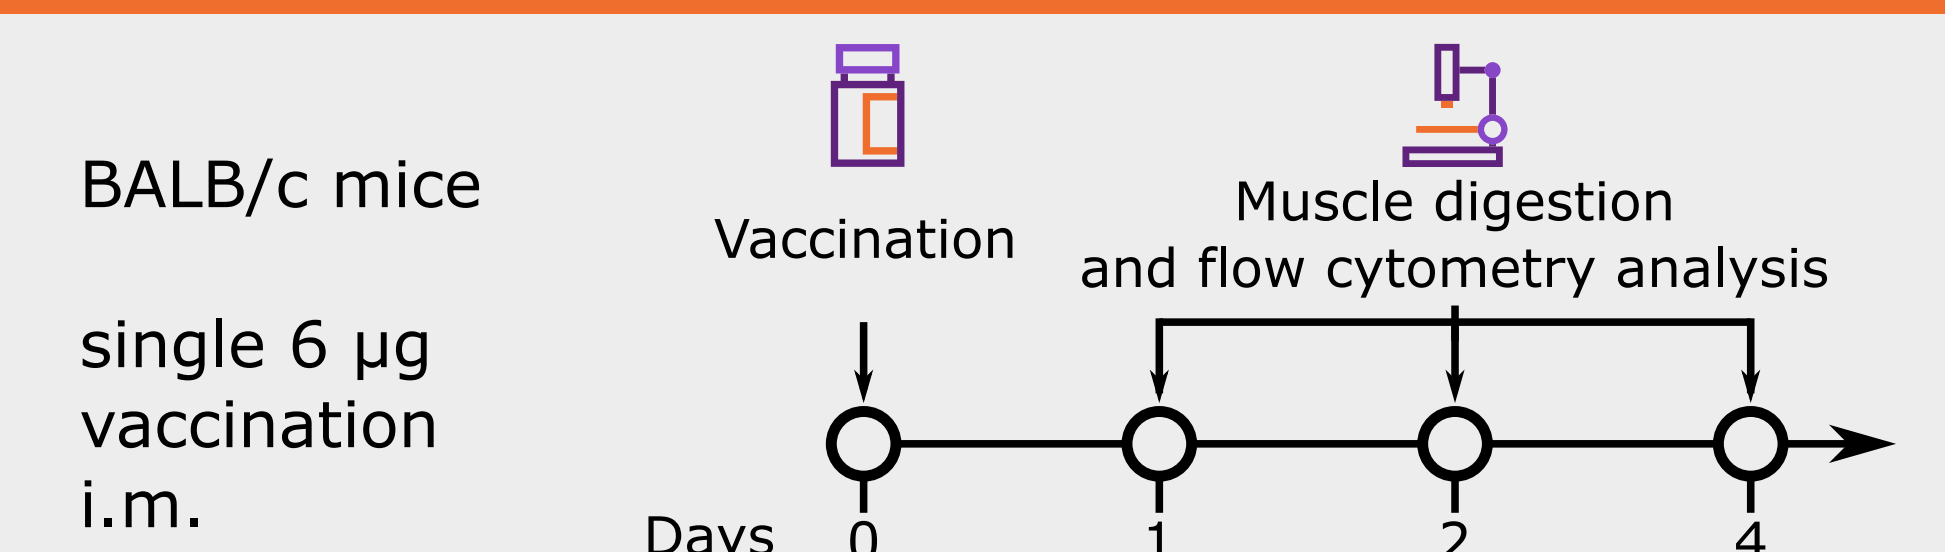 BALB/c mice
single 6 µg
vaccination
i.m.
Vaccination
Muscle digestion
and flow cytometry analysis
Days 0 1 2 4